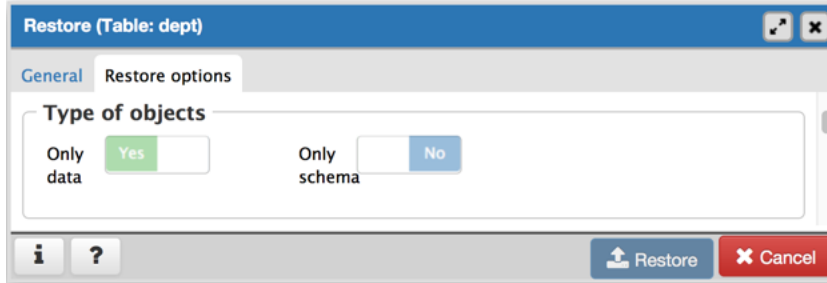 Restore (Table: dept)
General Restore options
Type of objects
Only data Yes Only schema No
i ? Restore Cancel